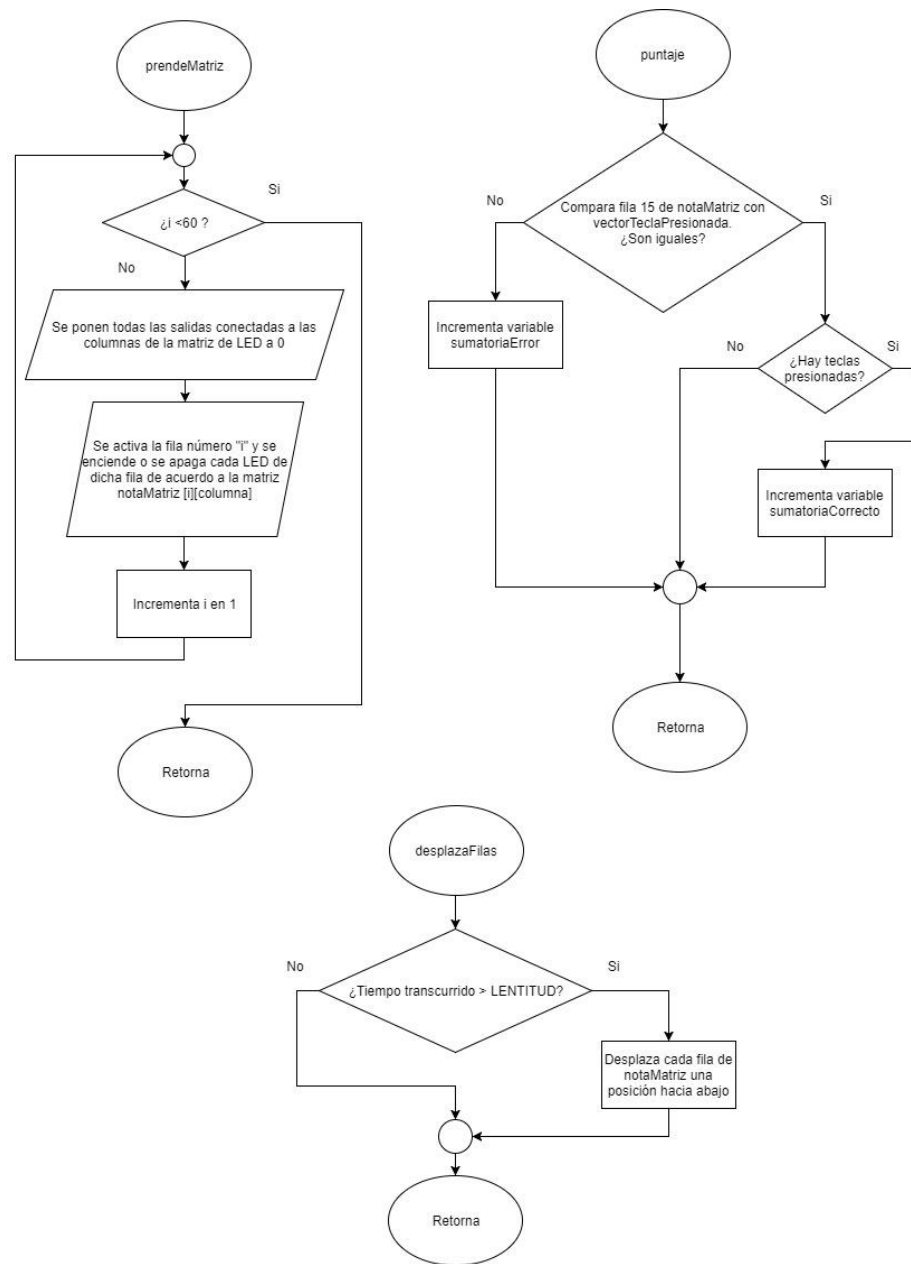 prendeMatriz
Si
¿i <60 ?
No
Se ponen todas las salidas conectadas a las
columnas de la matriz de LED a 0
Se activa la fila número "i" y se
enciende o se apaga cada LED de
dicha fila de acuerdo a la matriz
notaMatriz [i][columna]
Incrementa i en 1
Retorna
puntaje
No
Si
Compara fila 15 de notaMatriz con
vectorTeclaPresionada.
¿Son iguales?
Incrementa variable
sumatoriaError
No
Si
¿Hay teclas
presionadas?
Incrementa variable
sumatoriaCorrecto
Retorna
desplazaFilas
No
Si
¿Tiempo transcurrido > LENTITUD?
Desplaza cada fila de
notaMatriz una
posición hacia abajo
Retorna